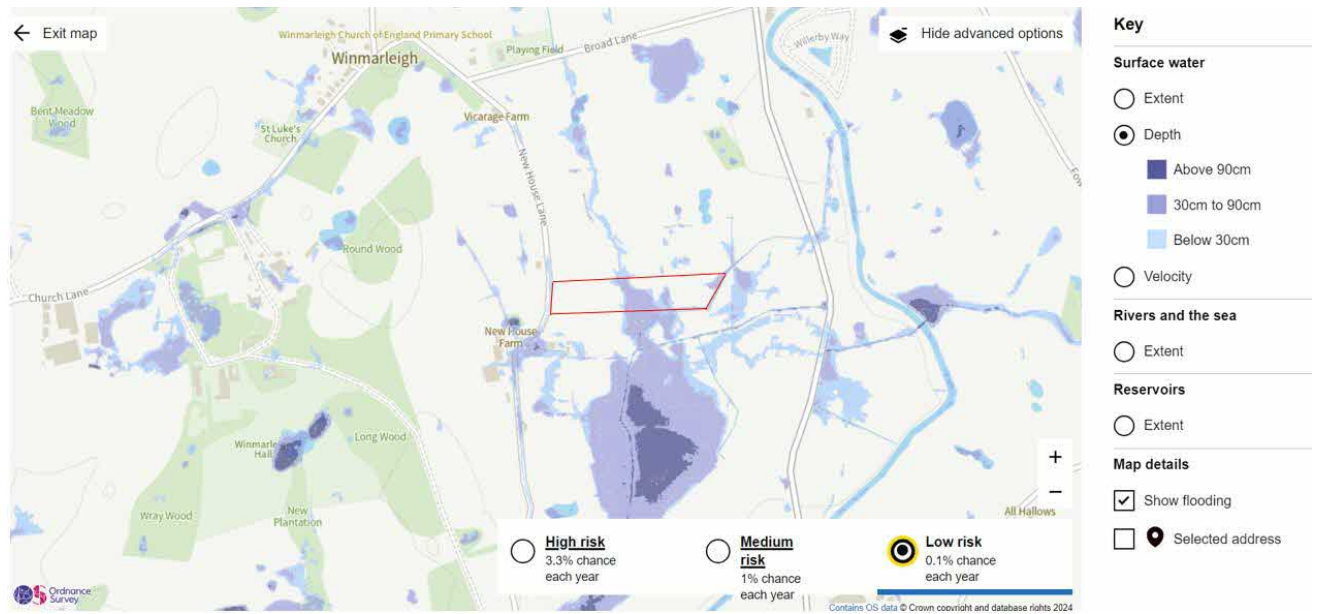 Exit map
Winmarleigh Church of England Primary School
Winmarleigh
Playing Field
Broad Lane
Willerby Way
Hide advanced options
Bent Meadow
Wood
St Luke's
Church
Vicarage Farm
New House Lane
Round Wood
Church Lane
New House
Farm
Winmarle
Hall
Long Wood
Wray Wood
New
Plantation
All Hallows
Fow
+
−
High risk
3.3% chance
each year
Medium
risk
1% chance
each year
Low risk
0.1% chance
each year
Ordnance
Survey
Contains OS data © Crown copyright and database rights 2024
Key
Surface water
Extent
Depth
Above 90cm
30cm to 90cm
Below 30cm
Velocity
Rivers and the sea
Extent
Reservoirs
Extent
Map details
Show flooding
Selected address